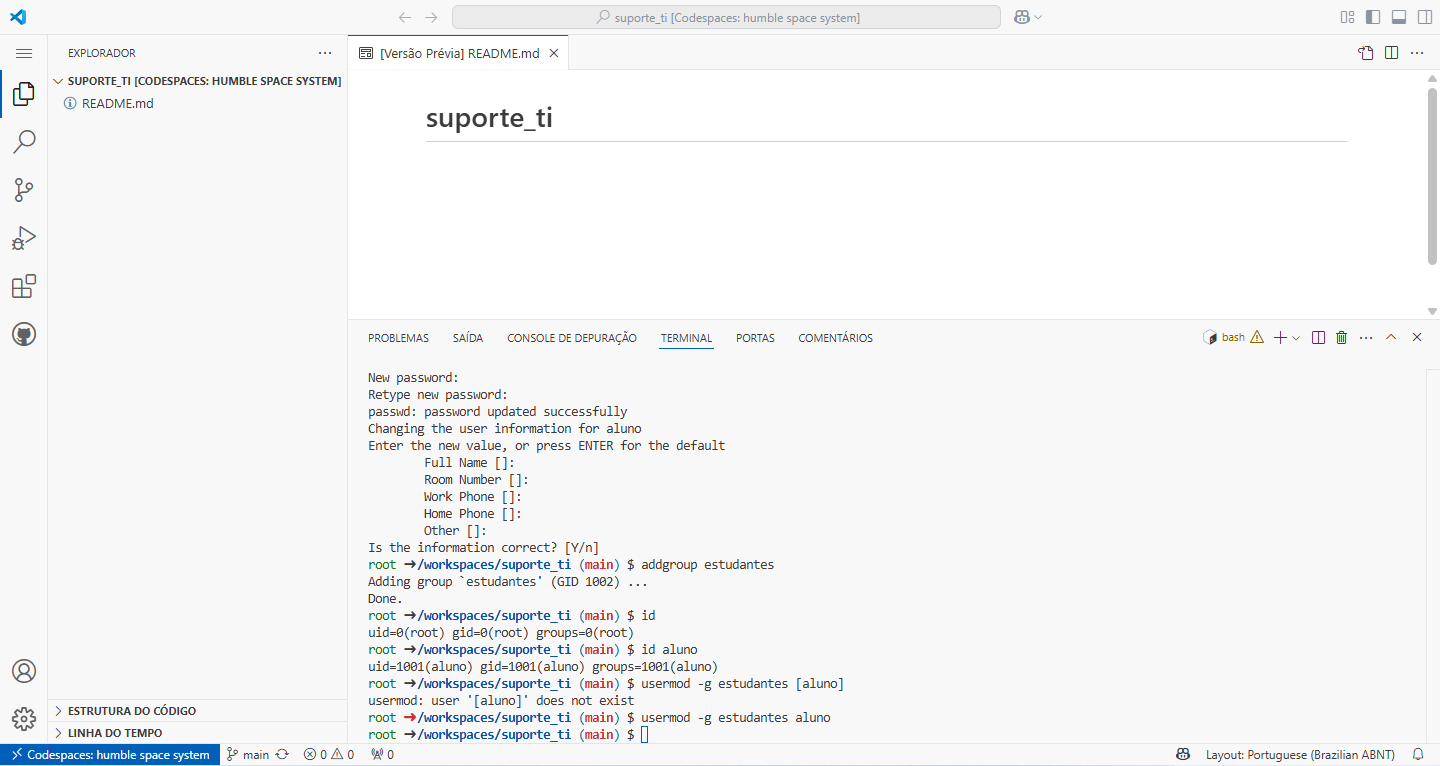 suporte_ti [Codespaces: humble space system]
EXPLORADOR
SUPORTE_TI [CODESPACES: HUMBLE SPACE SYSTEM]
README.md
ESTRUTURA DO CÓDIGO
LINHA DO TEMPO
[Versão Prévia] README.md
suporte_ti
PROBLEMAS SAÍDA CONSOLE DE DEPURAÇÃO TERMINAL PORTAS COMENTÁRIOS
bash
New password:
Retype new password:
passwd: password updated successfully
Changing the user information for aluno
Enter the new value, or press ENTER for the default
Full Name []:
Room Number []:
Work Phone []:
Home Phone []:
Other []:
Is the information correct? [Y/n]
root ➜/workspaces/suporte_ti (main) $ addgroup estudantes
Adding group `estudantes' (GID 1002) ...
Done.
root ➜/workspaces/suporte_ti (main) $ id
uid=0(root) gid=0(root) groups=0(root)
root ➜/workspaces/suporte_ti (main) $ id aluno
uid=1001(aluno) gid=1001(aluno) groups=1001(aluno)
root ➜/workspaces/suporte_ti (main) $ usermod -g estudantes [aluno]
usermod: user '[aluno]' does not exist
root ➜/workspaces/suporte_ti (main) $ usermod -g estudantes aluno
root ➜/workspaces/suporte_ti (main) $
Codespaces: humble space system main 0 0 0 Layout: Portuguese (Brazilian ABNT)